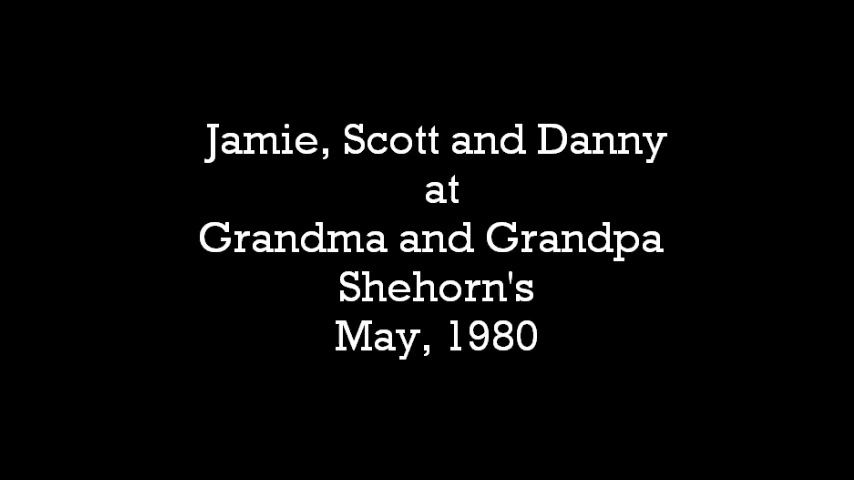 Jamie, Scott and Danny
at
Grandma and Grandpa
Shehorn's
May, 1980